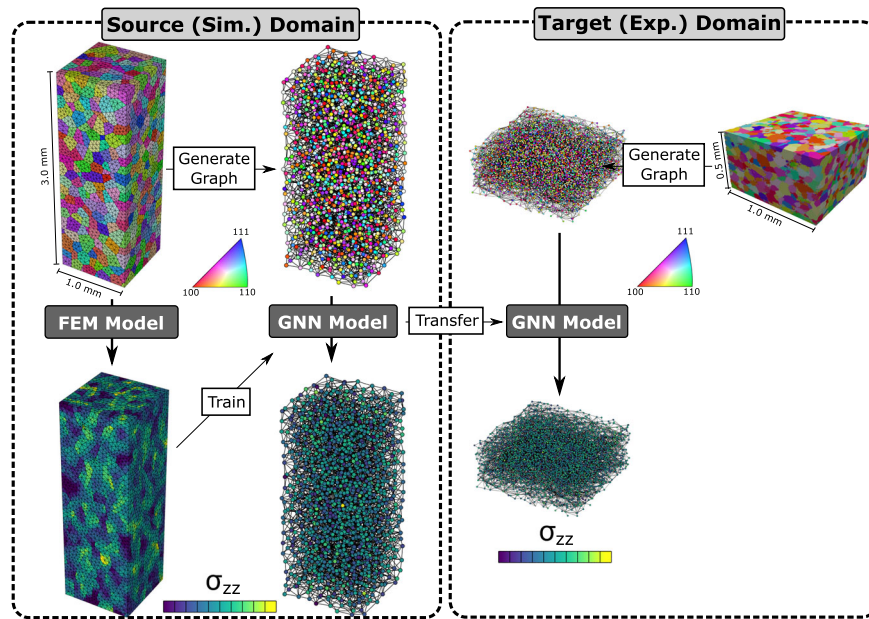 Source (Sim.) Domain
3.0 mm
1.0 mm
Generate
Graph
111
100
110
FEM Model
GNN Model
Train
σzz
Transfer
Target (Exp.) Domain
Generate
Graph
0.5 mm
1.0 mm
111
100
110
GNN Model
σzz